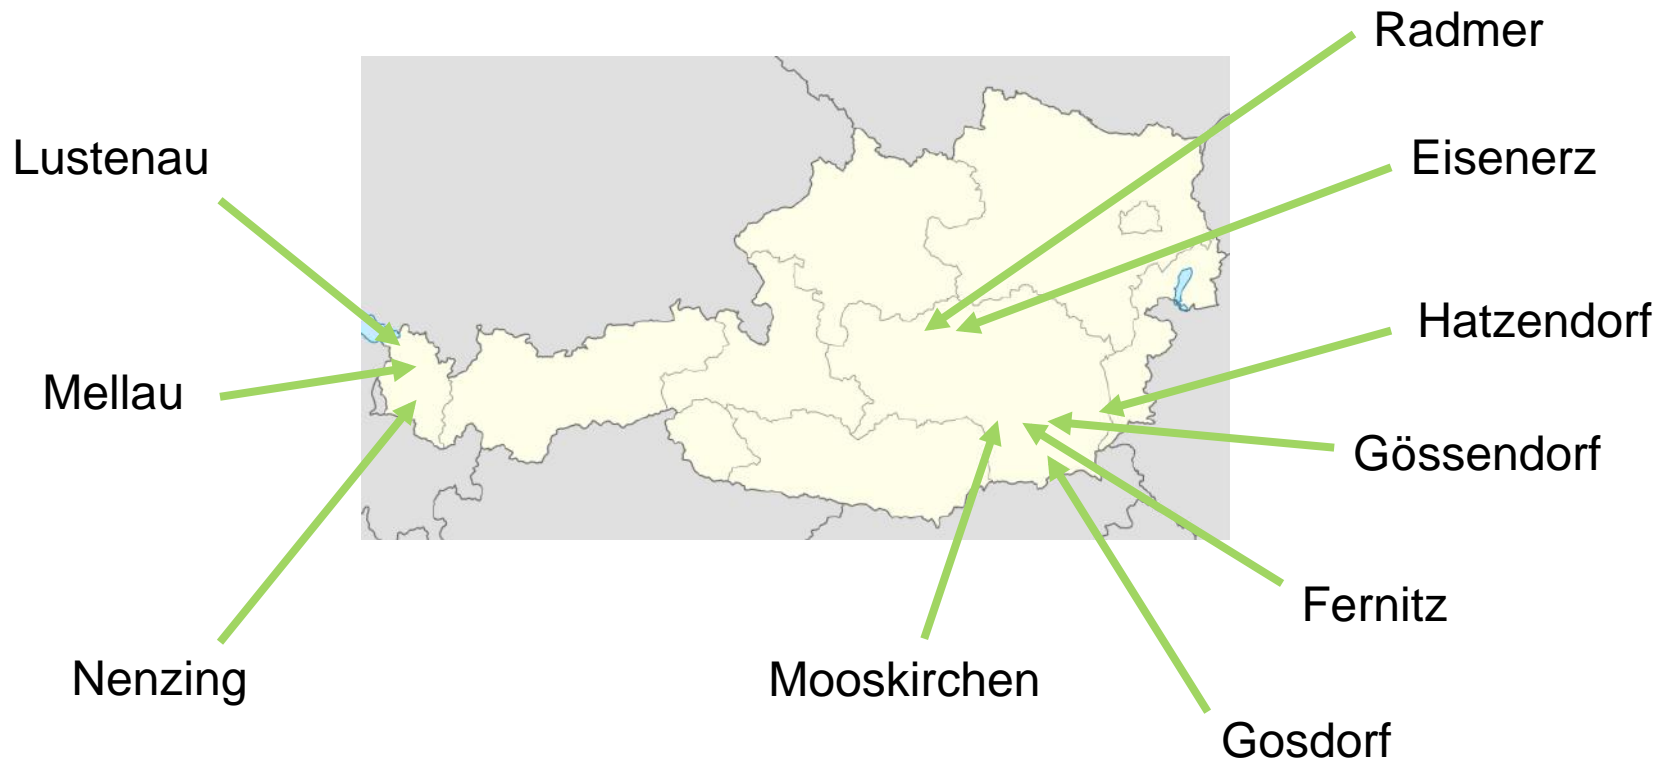 Radmer
Lustenau
Eisenerz
Hatzendorf
Mellau
Gössendorf
Fernitz
Nenzing
Mooskirchen
Gosdorf